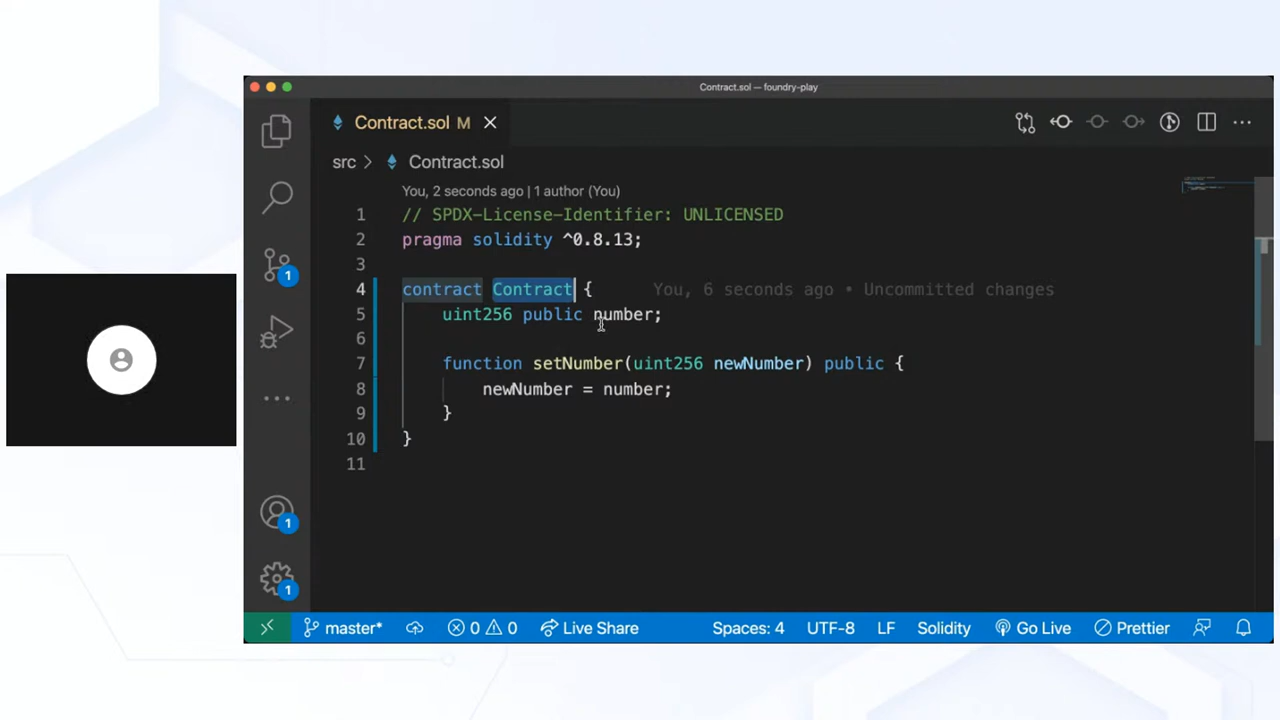 Contract.sol — foundry-play
Contract.sol M
src > Contract.sol
You, 2 seconds ago | 1 author (You)
1 // SPDX-License-Identifier: UNLICENSED
2 pragma solidity ^0.8.13;
3
4 contract Contract { You, 6 seconds ago • Uncommitted changes
5 uint256 public number;
6
7 function setNumber(uint256 newNumber) public {
8 newNumber = number;
9 }
10 }
11
1
1
1
master* 0 0 Live Share Spaces: 4 UTF-8 LF Solidity Go Live Prettier